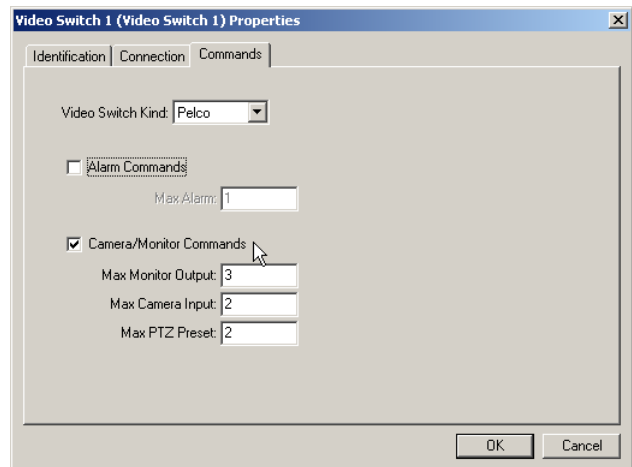 Video Switch 1 (Video Switch 1) Properties
Identification Connection Commands
Video Switch Kind: Pelco
Alarm Commands
Max Alarm: 1
Camera/Monitor Commands
Max Monitor Output: 3
Max Camera Input: 2
Max PTZ Preset: 2
OK Cancel